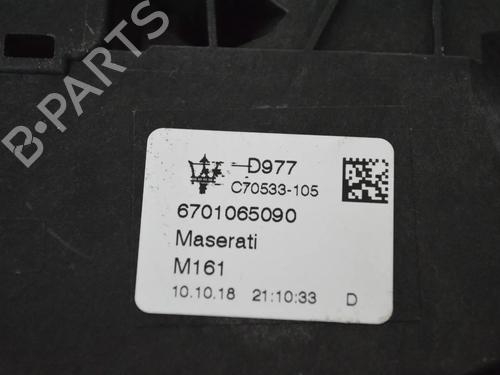 B-PARTS
D977
C70533-105
6701065090
Maserati
M161
10.10.18 21:10:33 D